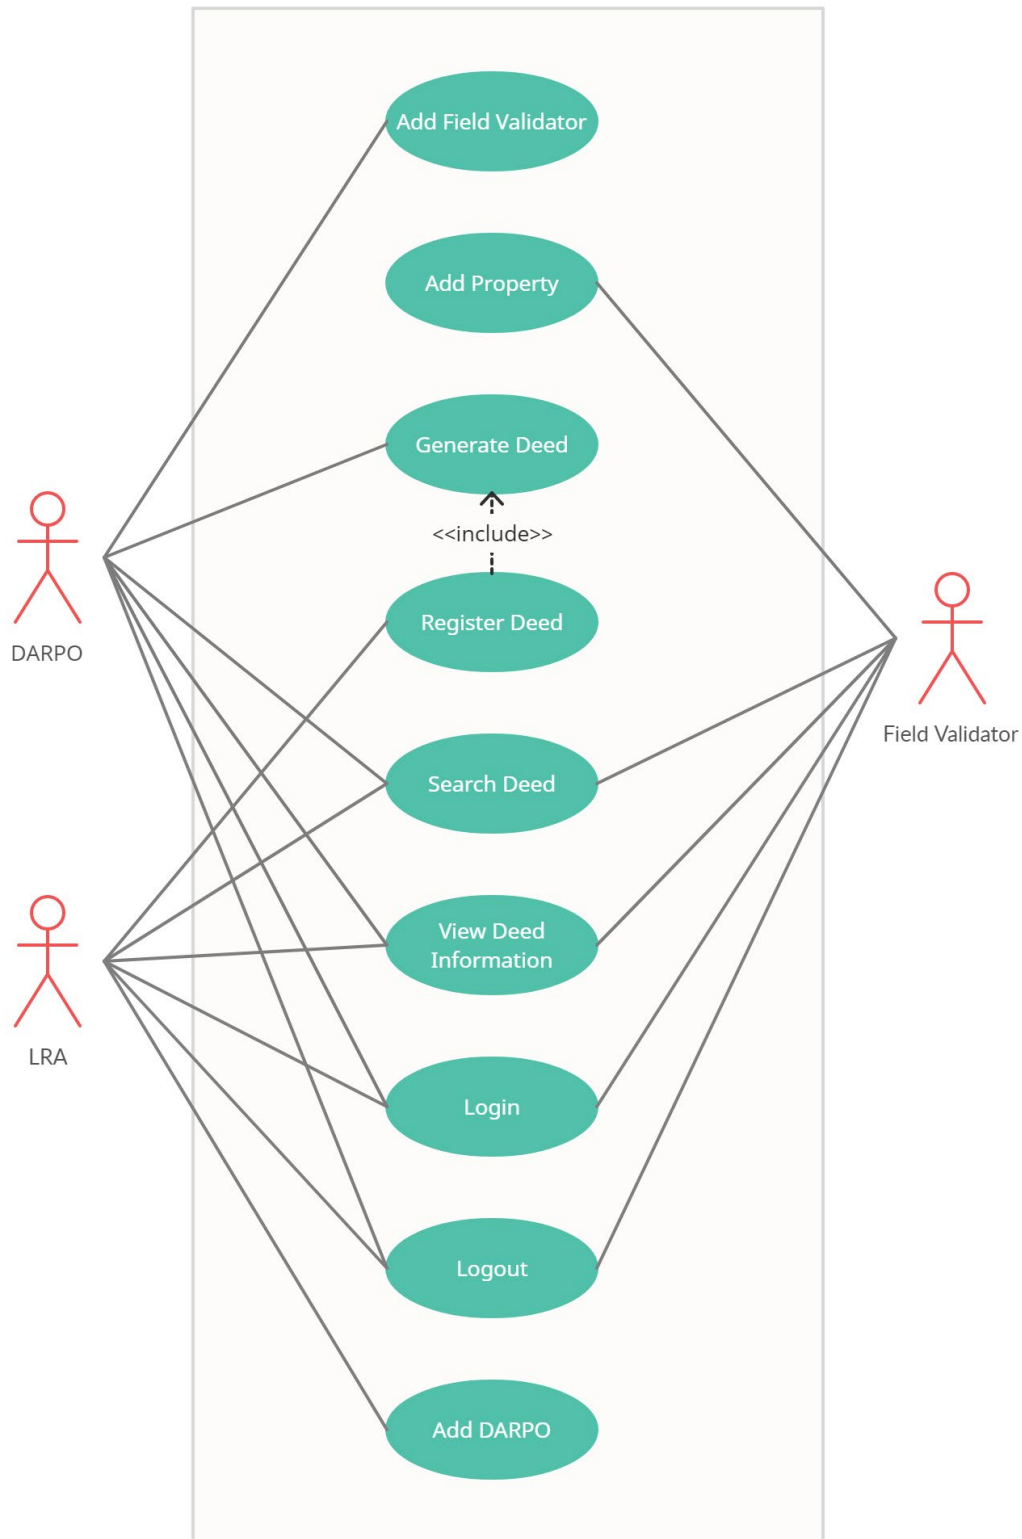 Add Field Validator
Add Property
Generate Deed
<<include>>
Register Deed
DARPO
Field Validator
Search Deed
View Deed
Information
LRA
Login
Logout
Add DARPO